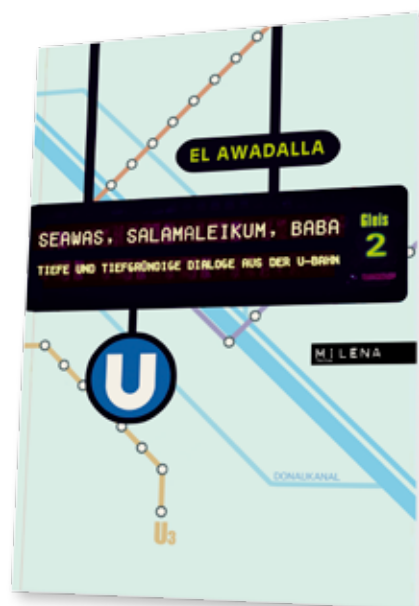 EL AWADALLA
SEAWAS, SALAMALEIKUM, BABA
TIEFE UND TIEFGRÜNDIGE DIALOGE AUS DER U-BAHN
Gleis
2
MILENA
U
DONAUKANAL
U3